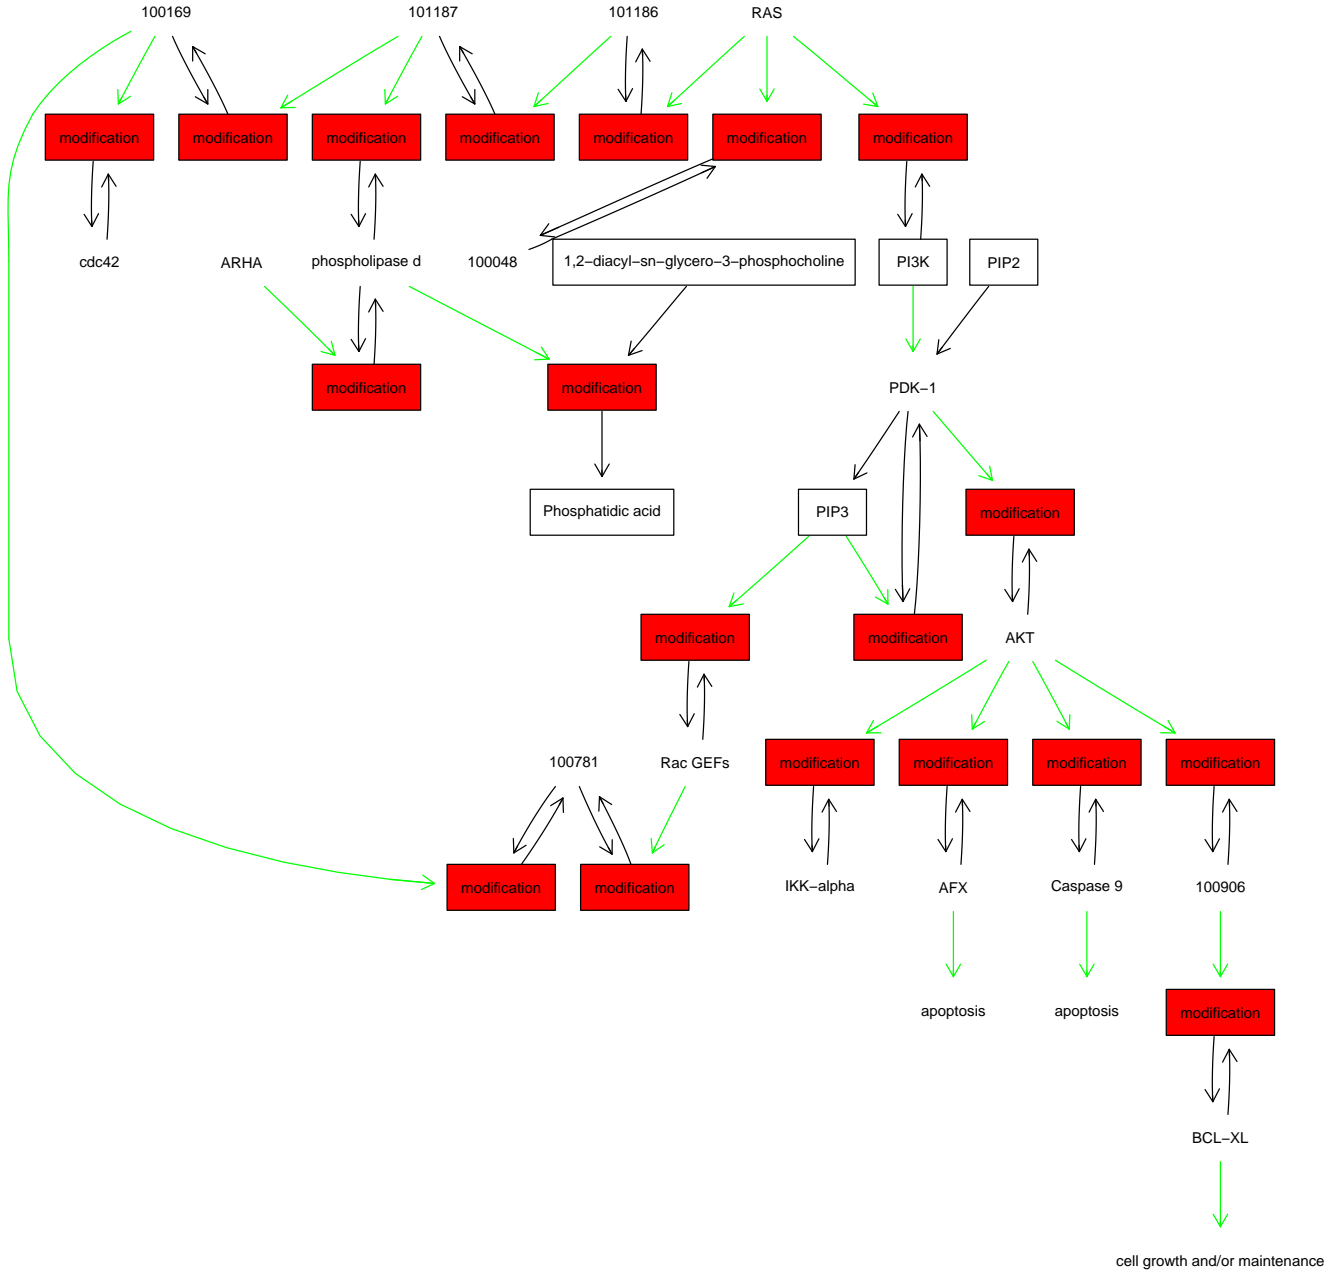 100169
101187
101186
RAS
modification
modification
modification
modification
modification
modification
modification
cdc42
ARHA
phospholipase d
100048
1,2−diacyl−sn−glycero−3−phosphocholine
PI3K
PIP2
modification
modification
PDK−1
Phosphatidic acid
PIP3
modification
modification
modification
AKT
100781
Rac GEFs
modification
modification
modification
modification
modification
modification
IKK−alpha
AFX
Caspase 9
100906
apoptosis
apoptosis
modification
BCL−XL
cell growth and/or maintenance